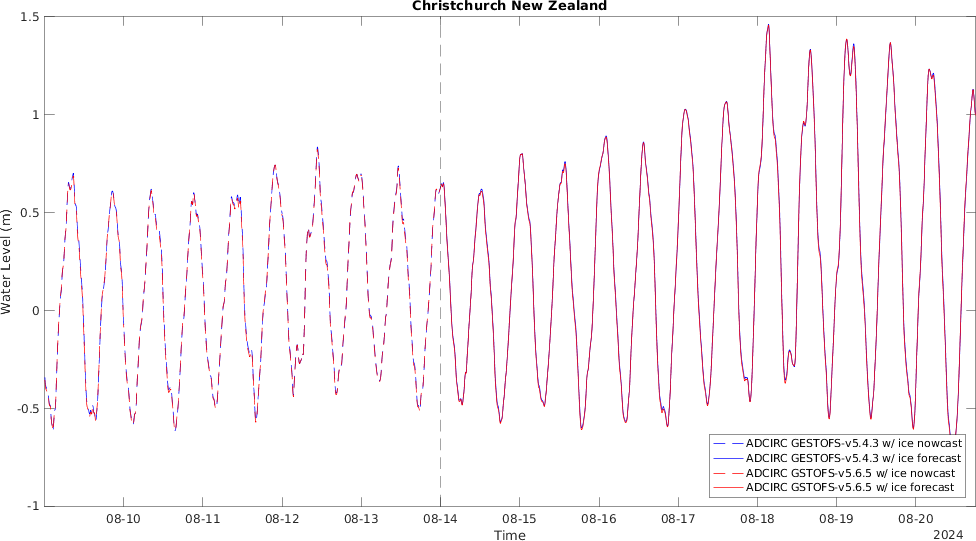 Christchurch New Zealand
Water Level (m)
1.5
1
0.5
0
-0.5
-1
08-10 08-11 08-12 08-13 08-14 08-15 08-16 08-17 08-18 08-19 08-20
Time
2024
ADCIRC GESTOFS-v5.4.3 w/ ice nowcast
ADCIRC GESTOFS-v5.4.3 w/ ice forecast
ADCIRC GSTOFS-v5.6.5 w/ ice nowcast
ADCIRC GSTOFS-v5.6.5 w/ ice forecast